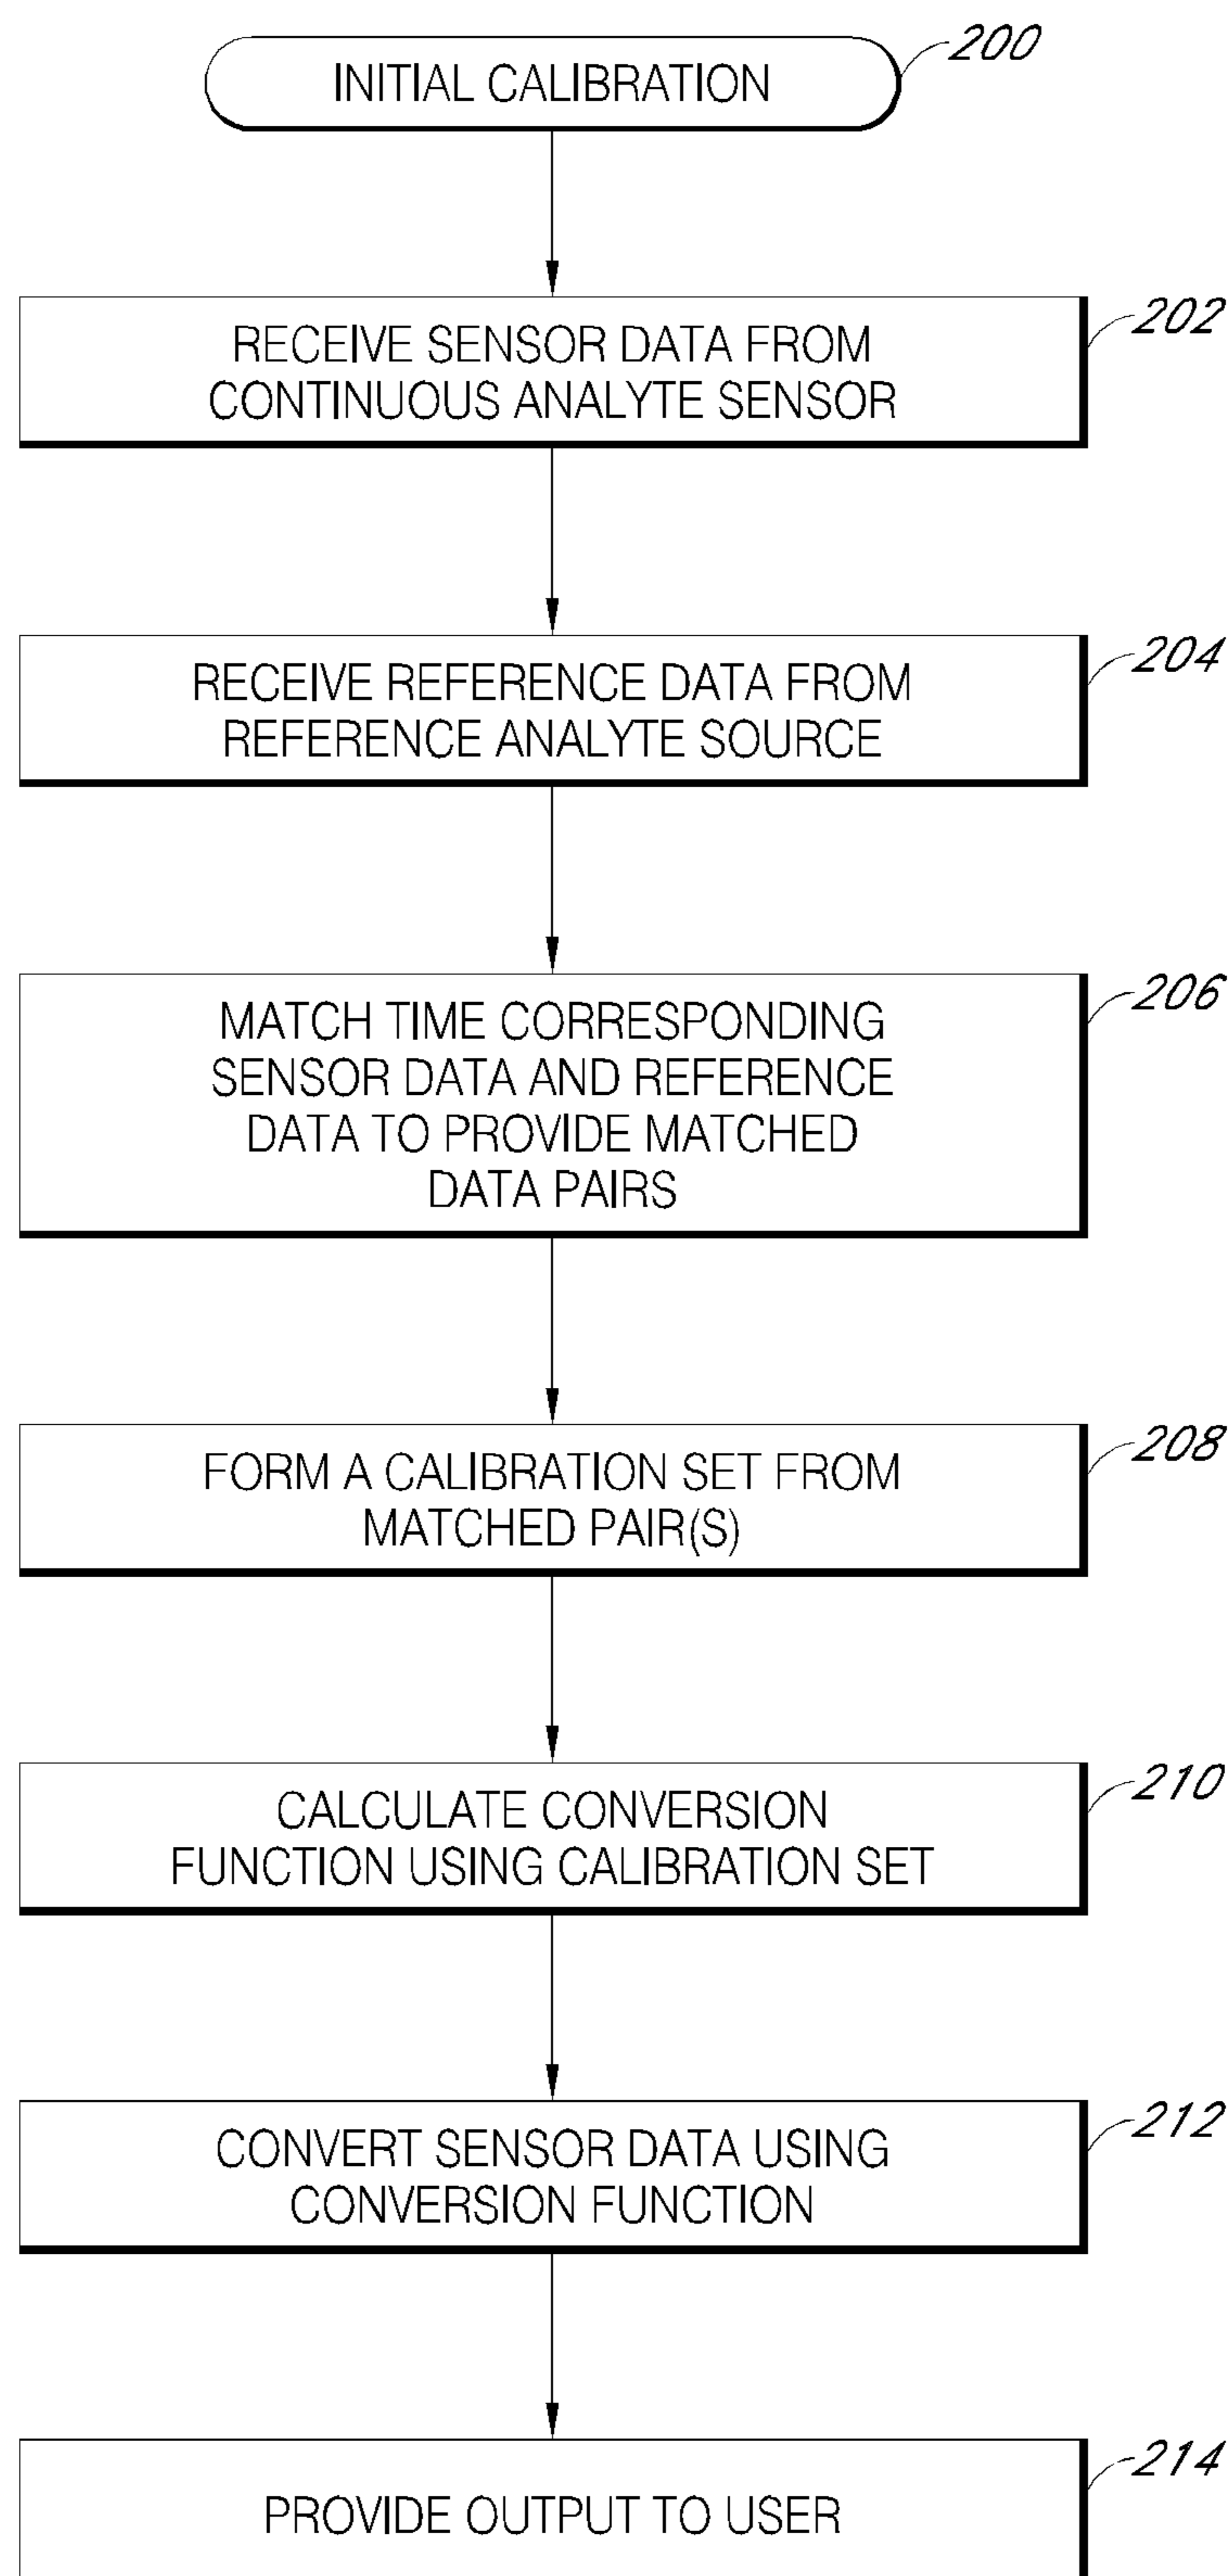 INITIAL CALIBRATION
200
RECEIVE SENSOR DATA FROM
CONTINUOUS ANALYTE SENSOR
202
RECEIVE REFERENCE DATA FROM
REFERENCE ANALYTE SOURCE
204
MATCH TIME CORRESPONDING
SENSOR DATA AND REFERENCE
DATA TO PROVIDE MATCHED
DATA PAIRS
206
FORM A CALIBRATION SET FROM
MATCHED PAIR(S)
208
CALCULATE CONVERSION
FUNCTION USING CALIBRATION SET
210
CONVERT SENSOR DATA USING
CONVERSION FUNCTION
212
PROVIDE OUTPUT TO USER
214